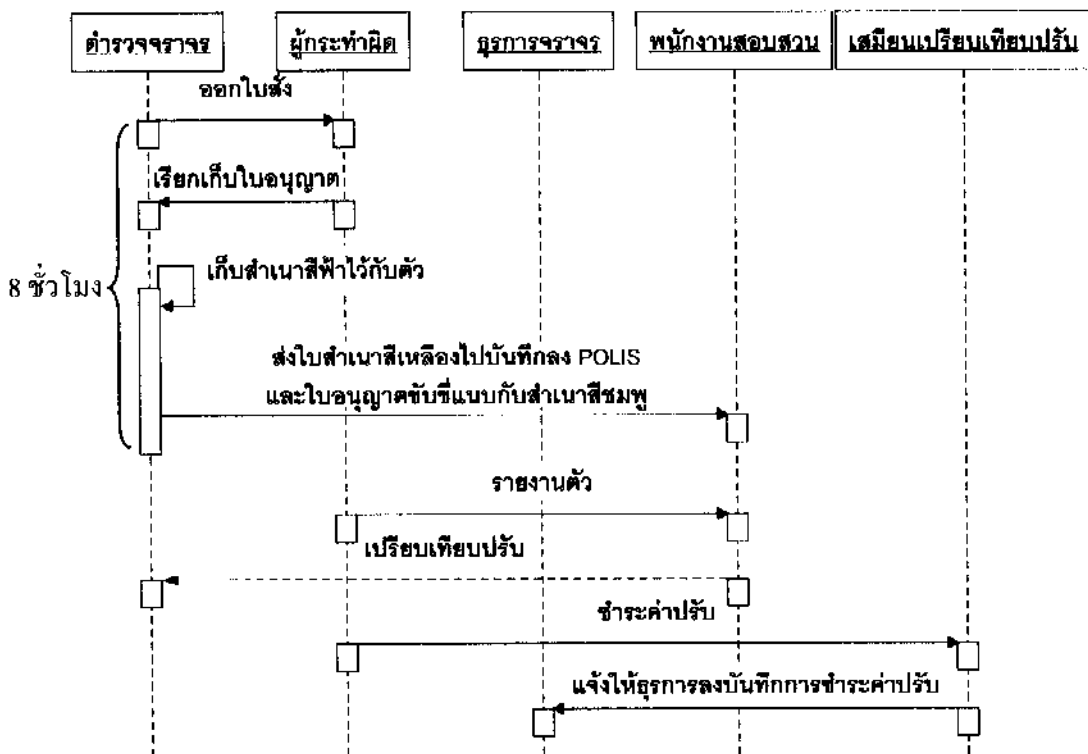 ตำรวจจราจร
ผู้กระทำผิด
ธุรการจราจร
พนักงานสอบสวน
เสมียนเปรียบเทียบปรับ
ออกใบสั่ง
เรียกเก็บใบอนุญาต
8 ชั่วโมง
เก็บสำเนาสีฟ้าไว้กับตัว
ส่งใบสำเนาสีเหลืองไปบันทึกลง POLIS
และใบอนุญาตขับขี่แนบกับสำเนาสีชมพู
รายงานตัว
เปรียบเทียบปรับ
ชำระค่าปรับ
แจ้งให้ธุรการลงบันทึกการชำระค่าปรับ